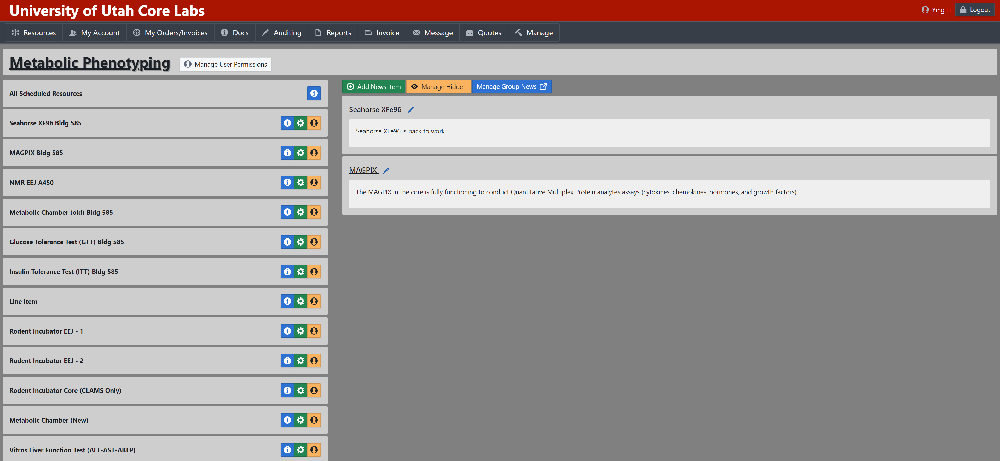 University of Utah Core Labs
Ying Li
Logout
Resources
My Account
My Orders/Invoices
Docs
Auditing
Reports
Invoice
Message
Quotes
Manage
Metabolic Phenotyping
Manage User Permissions
All Scheduled Resources
Seahorse XF96 Bldg 585
MAGPIX Bldg 585
NMR EEJ A450
Metabolic Chamber (old) Bldg 585
Glucose Tolerance Test (GTT) Bldg 585
Insulin Tolerance Test (ITT) Bldg 585
Line Item
Rodent Incubator EEJ - 1
Rodent Incubator EEJ - 2
Rodent Incubator Core (CLAMS Only)
Metabolic Chamber (New)
Vitros Liver Function Test (ALT-AST-AKLP)
Add News Item
Manage Hidden
Manage Group News
Seahorse XFe96
Seahorse XFe96 is back to work.
MAGPIX
The MAGPIX in the core is fully functioning to conduct Quantitative Multiplex Protein analytes assays (cytokines, chemokines, hormones, and growth factors).